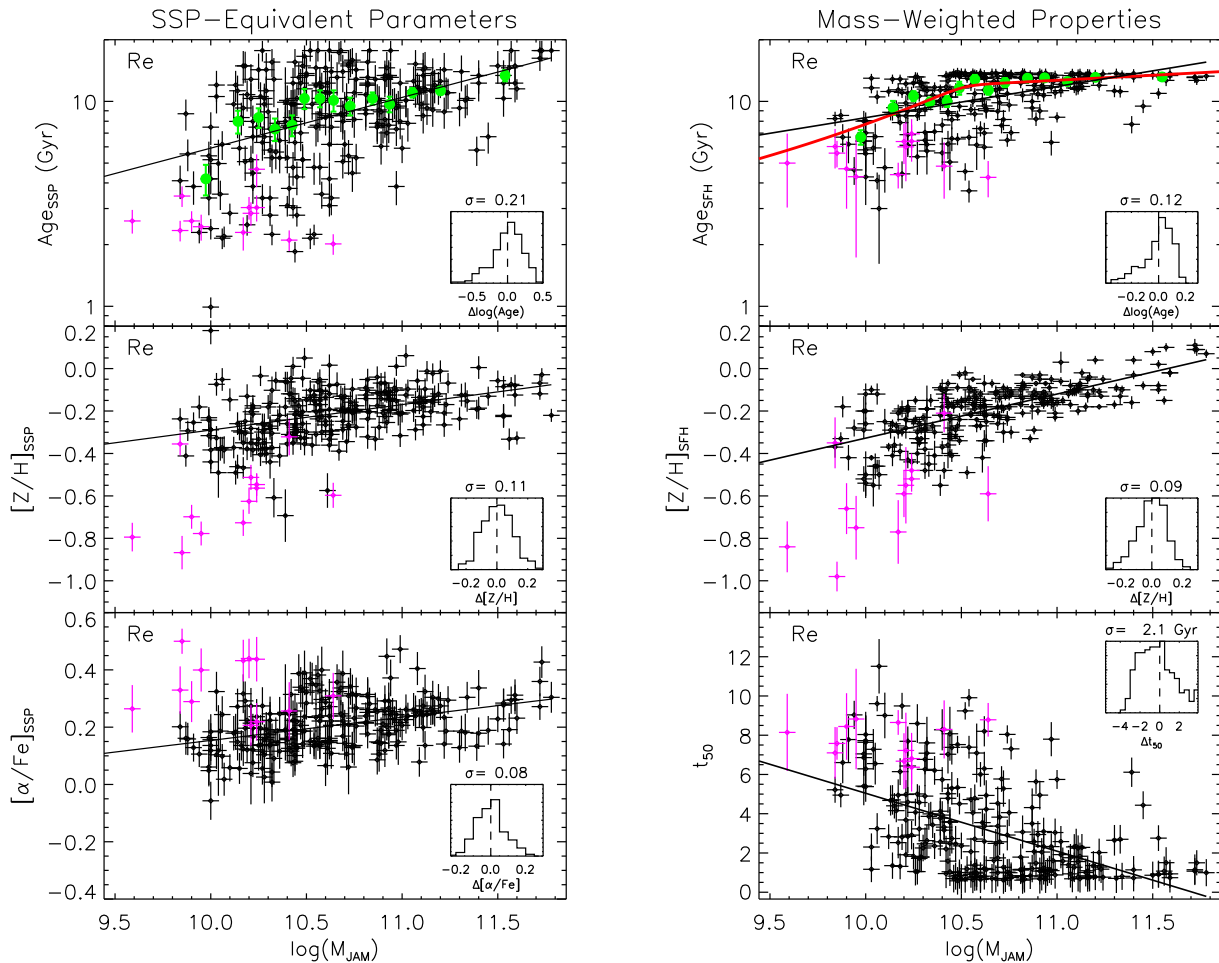 SSP-Equivalent Parameters
Re
10
1
Age_SSP (Gyr)
σ= 0.21
-0.5 0.0 0.5
Δlog(Age)
Re
0.2
0.0
-0.2
-0.4
-0.6
-0.8
-1.0
[Z/H]_SSP
σ= 0.11
-0.2 0.0 0.2
Δ[Z/H]
Re
0.6
0.4
0.2
0.0
-0.2
-0.4
[α/Fe]_SSP
σ= 0.08
-0.2 0.0 0.2
Δ[α/Fe]
9.5 10.0 10.5 11.0 11.5
log(M_JAM)
Mass-Weighted Properties
Re
10
1
Age_SFH (Gyr)
σ= 0.12
-0.2 0.0 0.2
Δlog(Age)
Re
0.2
0.0
-0.2
-0.4
-0.6
-0.8
-1.0
[Z/H]_SFH
σ= 0.09
-0.2 0.0 0.2
Δ[Z/H]
Re
12
10
8
6
4
2
0
t_50
σ= 2.1 Gyr
-4 -2 0 2
Δt_50
9.5 10.0 10.5 11.0 11.5
log(M_JAM)